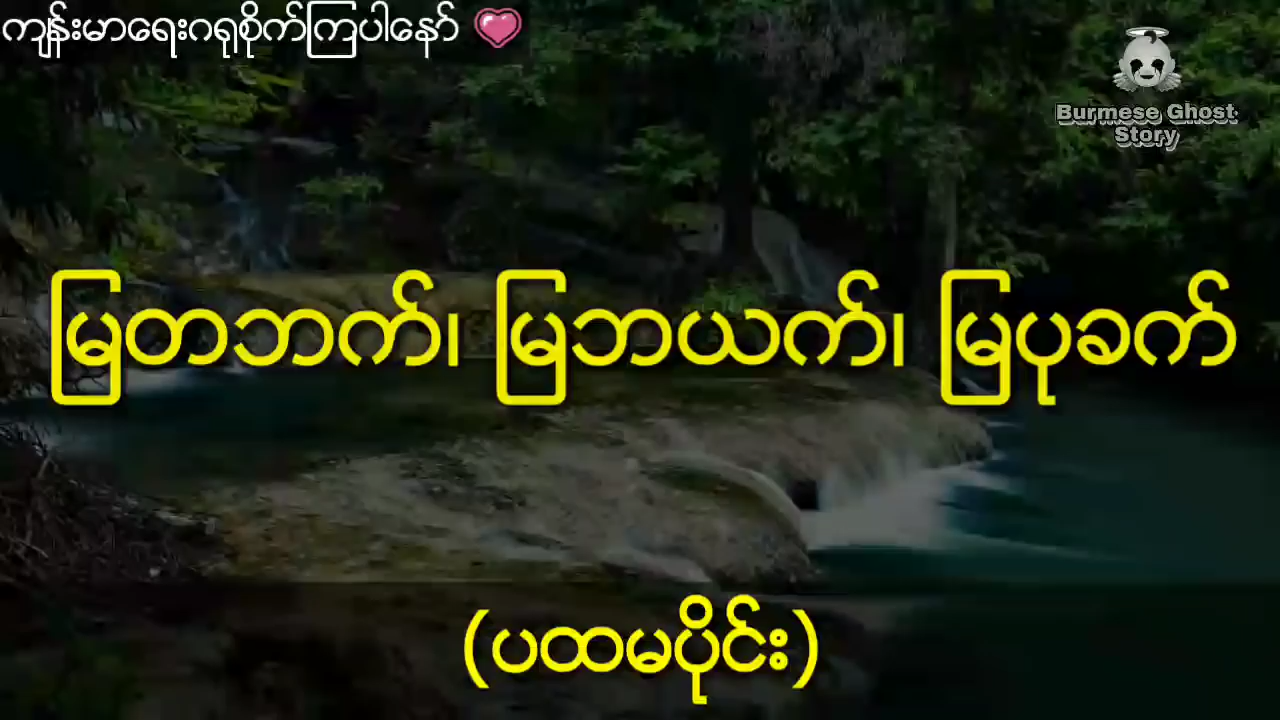 ကျန်းမာရေးဂရုစိုက်ကြပါနော် 💗
Burmese Ghost
Story
မြတဘက်၊ မြဘယက်၊ မြပုခက်
(ပထမပိုင်း)